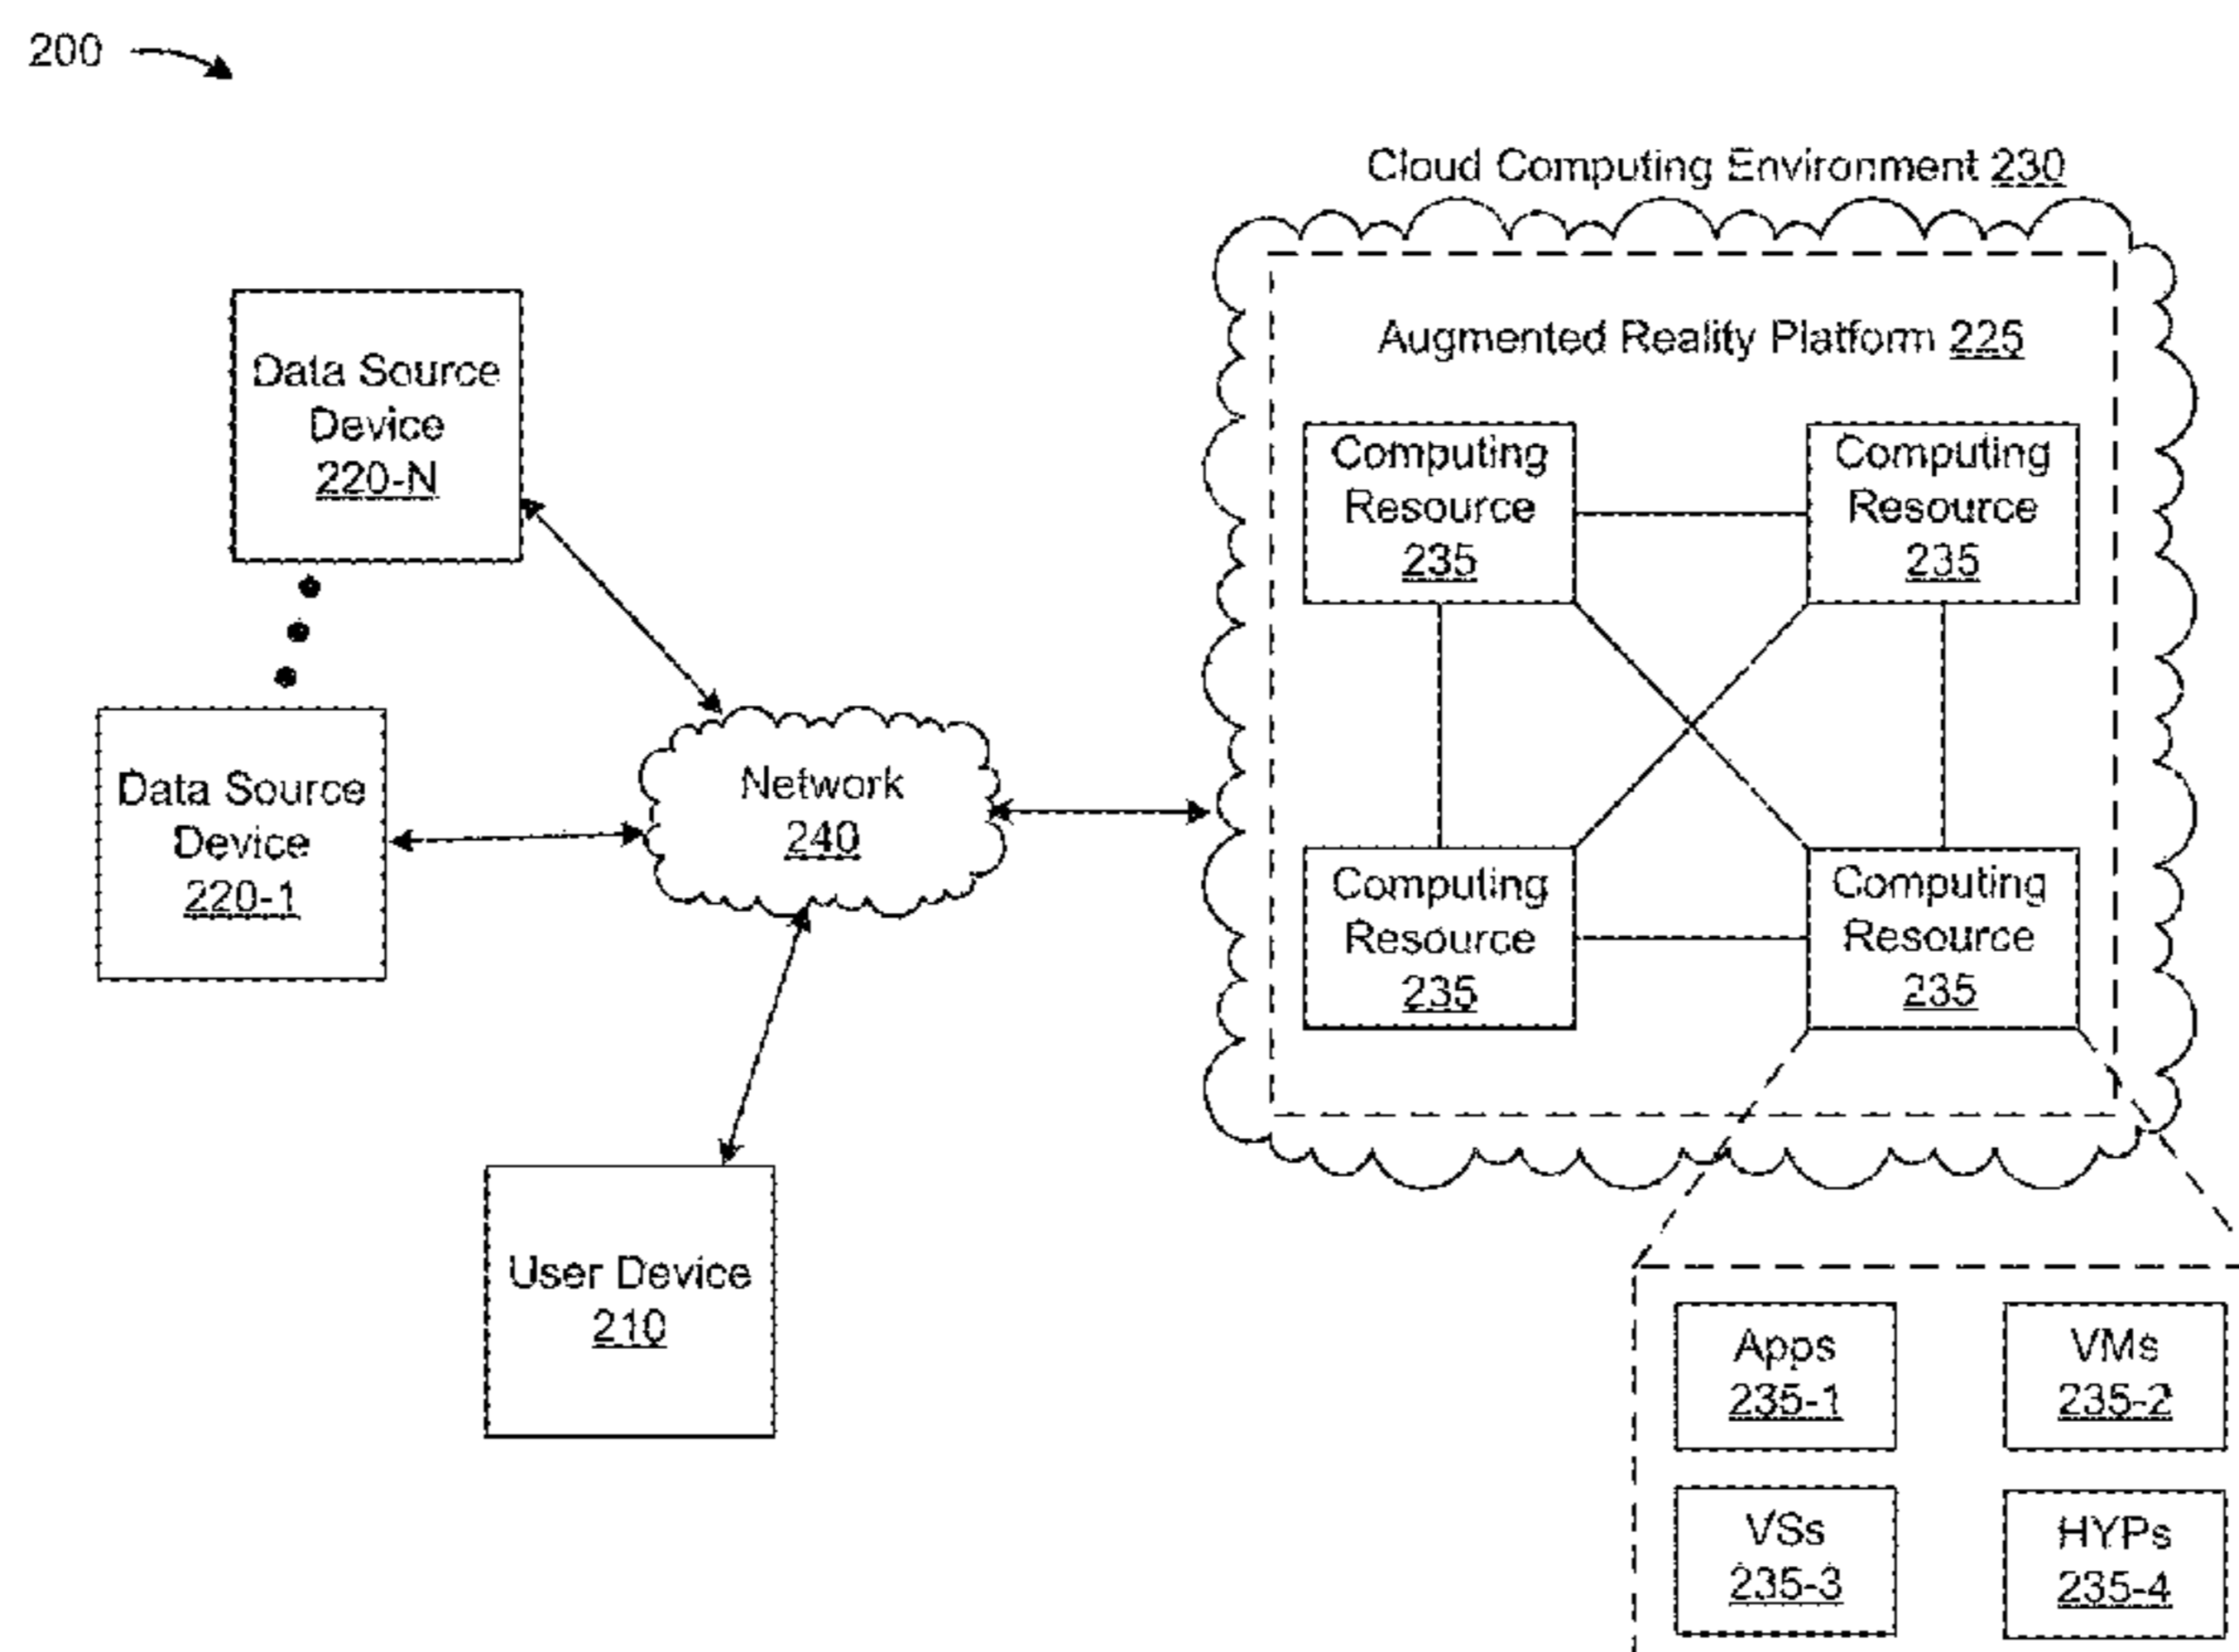 200
Cloud Computing Environment 230
Augmented Reality Platform 225
Data Source
Device
220-N
Computing
Resource
235
Computing
Resource
235
Data Source
Device
220-1
Network
240
Computing
Resource
235
Computing
Resource
235
User Device
210
Apps
235-1
VMs
235-2
VSs
235-3
HYPs
235-4